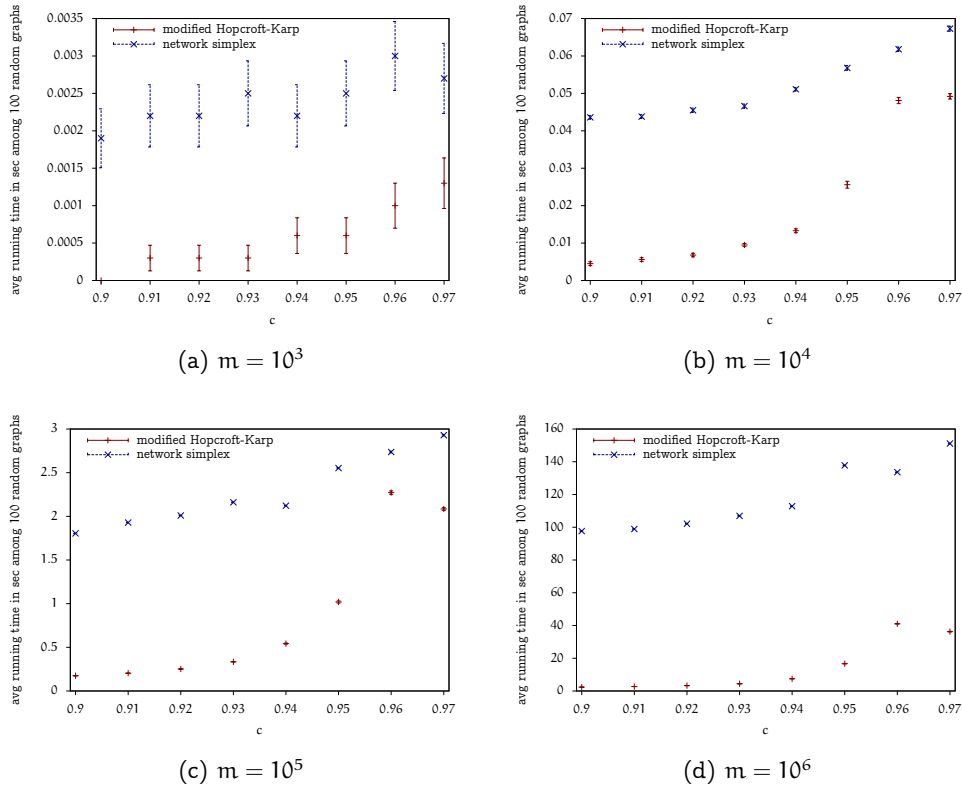 avg running time in sec among 100 random graphs
0.0035
0.003
0.0025
0.002
0.0015
0.001
0.0005
0
modified Hopcroft-Karp
network simplex
0.9 0.91 0.92 0.93 0.94 0.95 0.96 0.97
c
(a) m = 10³
avg running time in sec among 100 random graphs
0.07
0.06
0.05
0.04
0.03
0.02
0.01
0
modified Hopcroft-Karp
network simplex
0.9 0.91 0.92 0.93 0.94 0.95 0.96 0.97
c
(b) m = 10⁴
avg running time in sec among 100 random graphs
3
2.5
2
1.5
1
0.5
0
modified Hopcroft-Karp
network simplex
0.9 0.91 0.92 0.93 0.94 0.95 0.96 0.97
c
(c) m = 10⁵
avg running time in sec among 100 random graphs
160
140
120
100
80
60
40
20
0
modified Hopcroft-Karp
network simplex
0.9 0.91 0.92 0.93 0.94 0.95 0.96 0.97
c
(d) m = 10⁶